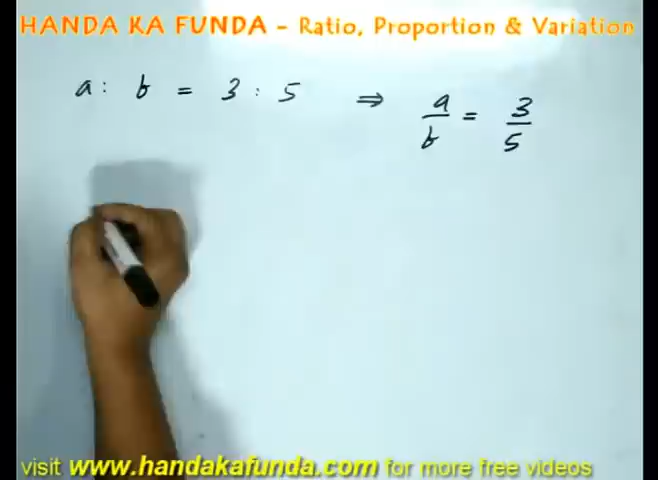 HANDA KA FUNDA - Ratio, Proportion & Variation
a : b = 3 : 5 ⇒ a/b = 3/5
visit www.handakafunda.com for more free videos